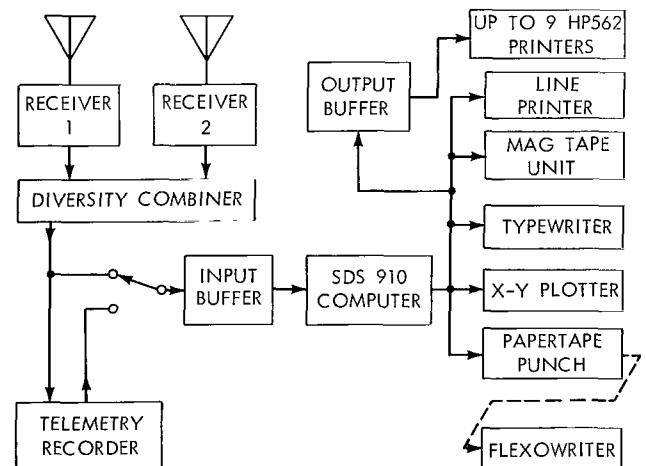 RECEIVER
1
RECEIVER
2
DIVERSITY COMBINER
TELEMETRY
RECORDER
INPUT
BUFFER
SDS 910
COMPUTER
OUTPUT
BUFFER
UP TO 9 HP562
PRINTERS
LINE
PRINTER
MAG TAPE
UNIT
TYPEWRITER
X-Y PLOTTER
PAPERTAPE
PUNCH
FLEXOWRITER